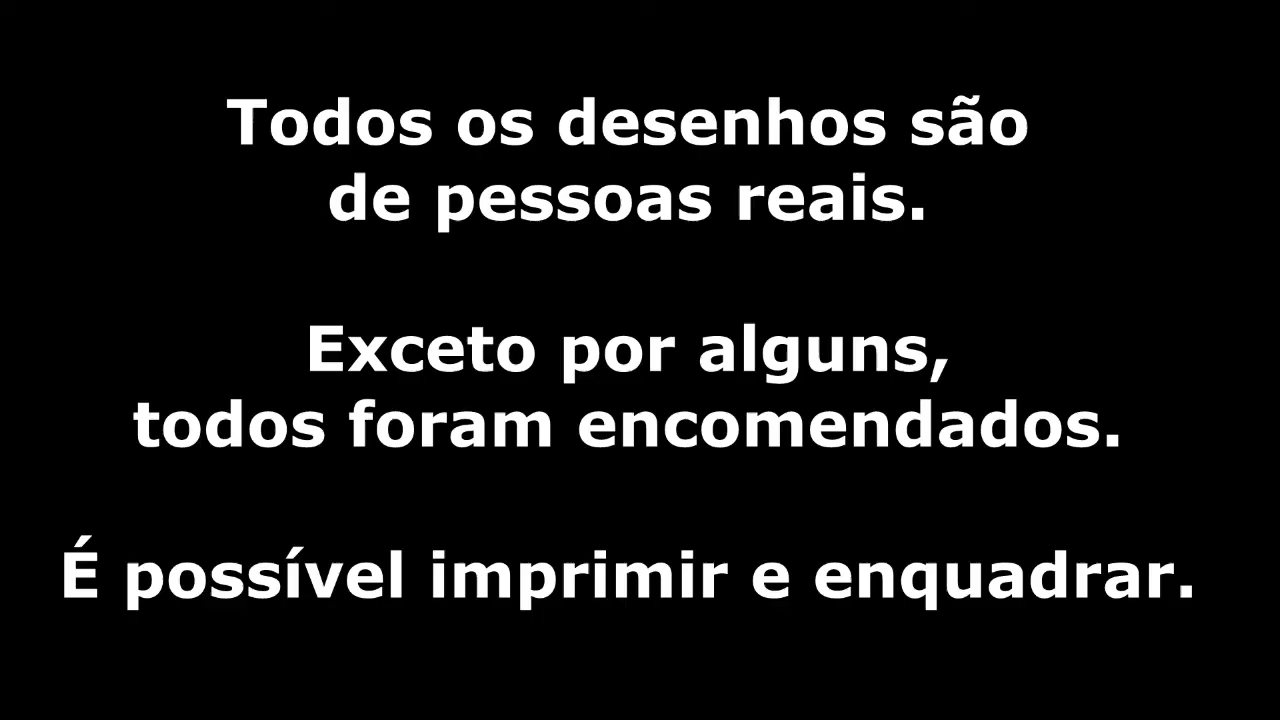 Todos os desenhos são
de pessoas reais.
Exceto por alguns,
todos foram encomendados.
É possível imprimir e enquadrar.